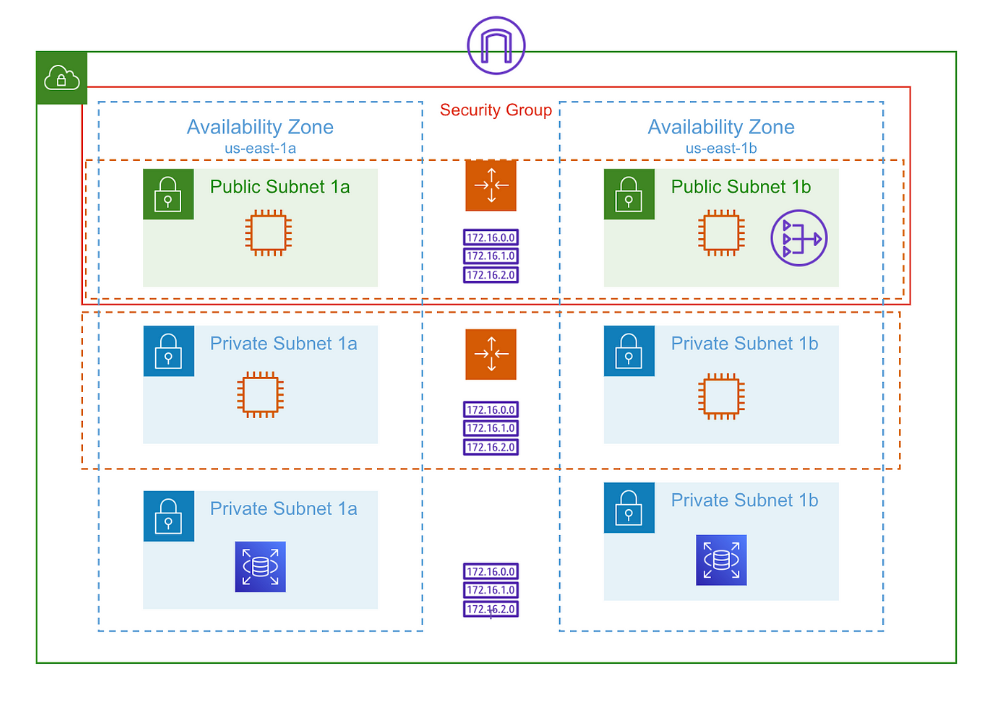 Security Group
Availability Zone
us-east-1a
Availability Zone
us-east-1b
Public Subnet 1a
Public Subnet 1b
172.16.0.0
172.16.1.0
172.16.2.0
Private Subnet 1a
Private Subnet 1b
172.16.0.0
172.16.1.0
172.16.2.0
Private Subnet 1a
Private Subnet 1b
172.16.0.0
172.16.1.0
172.16.2.0